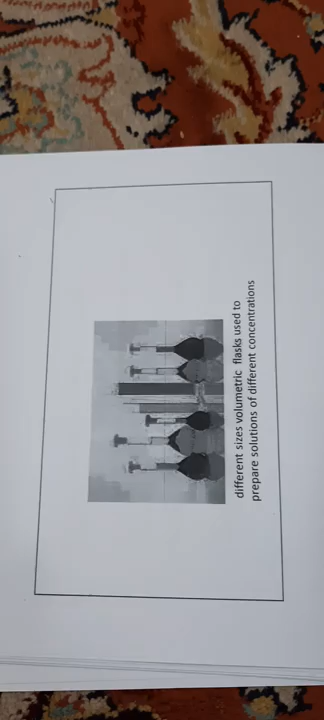 different sizes volumetric flasks used to
prepare solutions of different concentrations